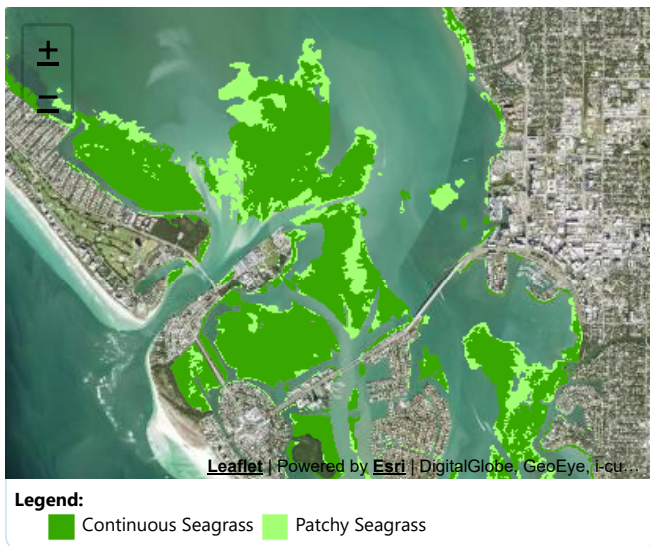 +
−
Leaflet | Powered by Esri | DigitalGlobe, GeoEye, i-cu…
Legend:
Continuous Seagrass Patchy Seagrass